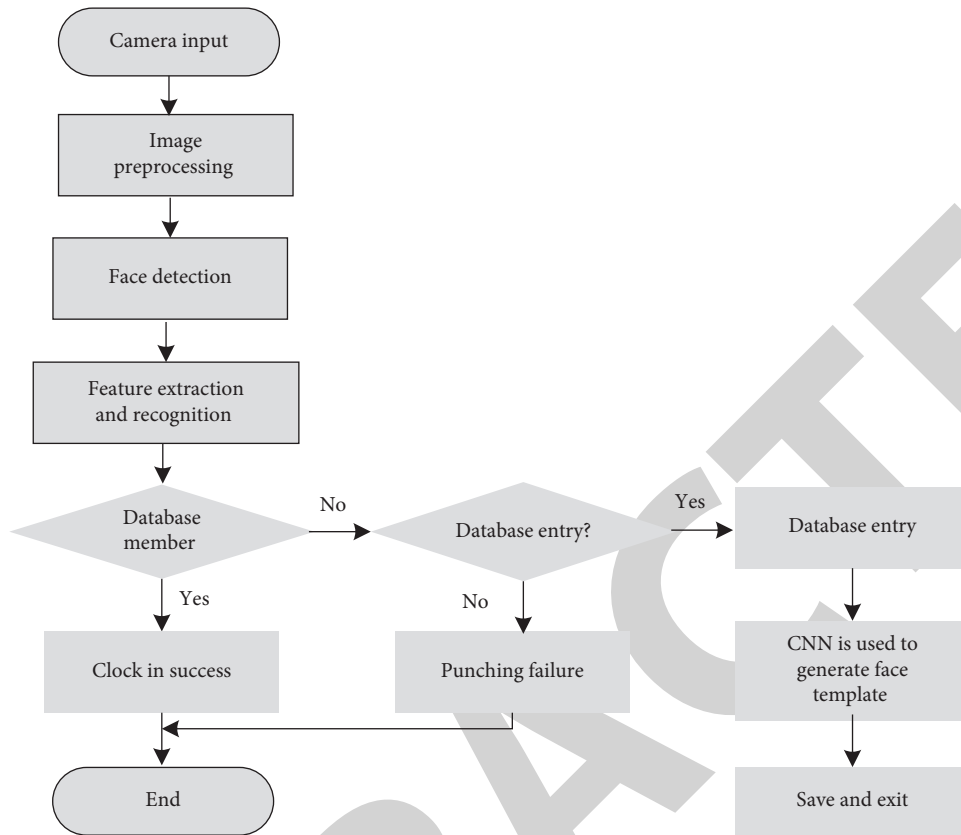 Camera input
Image
preprocessing
Face detection
Feature extraction
and recognition
Database
member
No
Database entry?
Yes
Database entry
Yes
No
Clock in success
Punching failure
CNN is used to
generate face
template
End
Save and exit